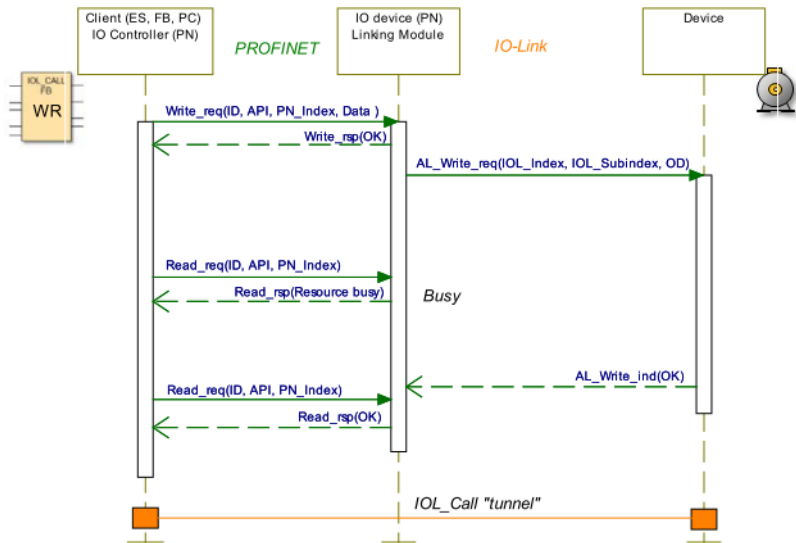 Client (ES, FB, PC)
IO Controller (PN)
PROFINET
IO device (PN)
Linking Module
IO-Link
Device
IOL_CALL
FB
WR
C
Write_req(ID, API, PN_Index, Data )
Write_rsp(OK)
AL_Write_req(IOL_Index, IOL_Subindex, OD)
Read_req(ID, API, PN_Index)
Read_rsp(Resource busy)
Busy
AL_Write_ind(OK)
Read_req(ID, API, PN_Index)
Read_rsp(OK)
IOL_Call "tunnel"